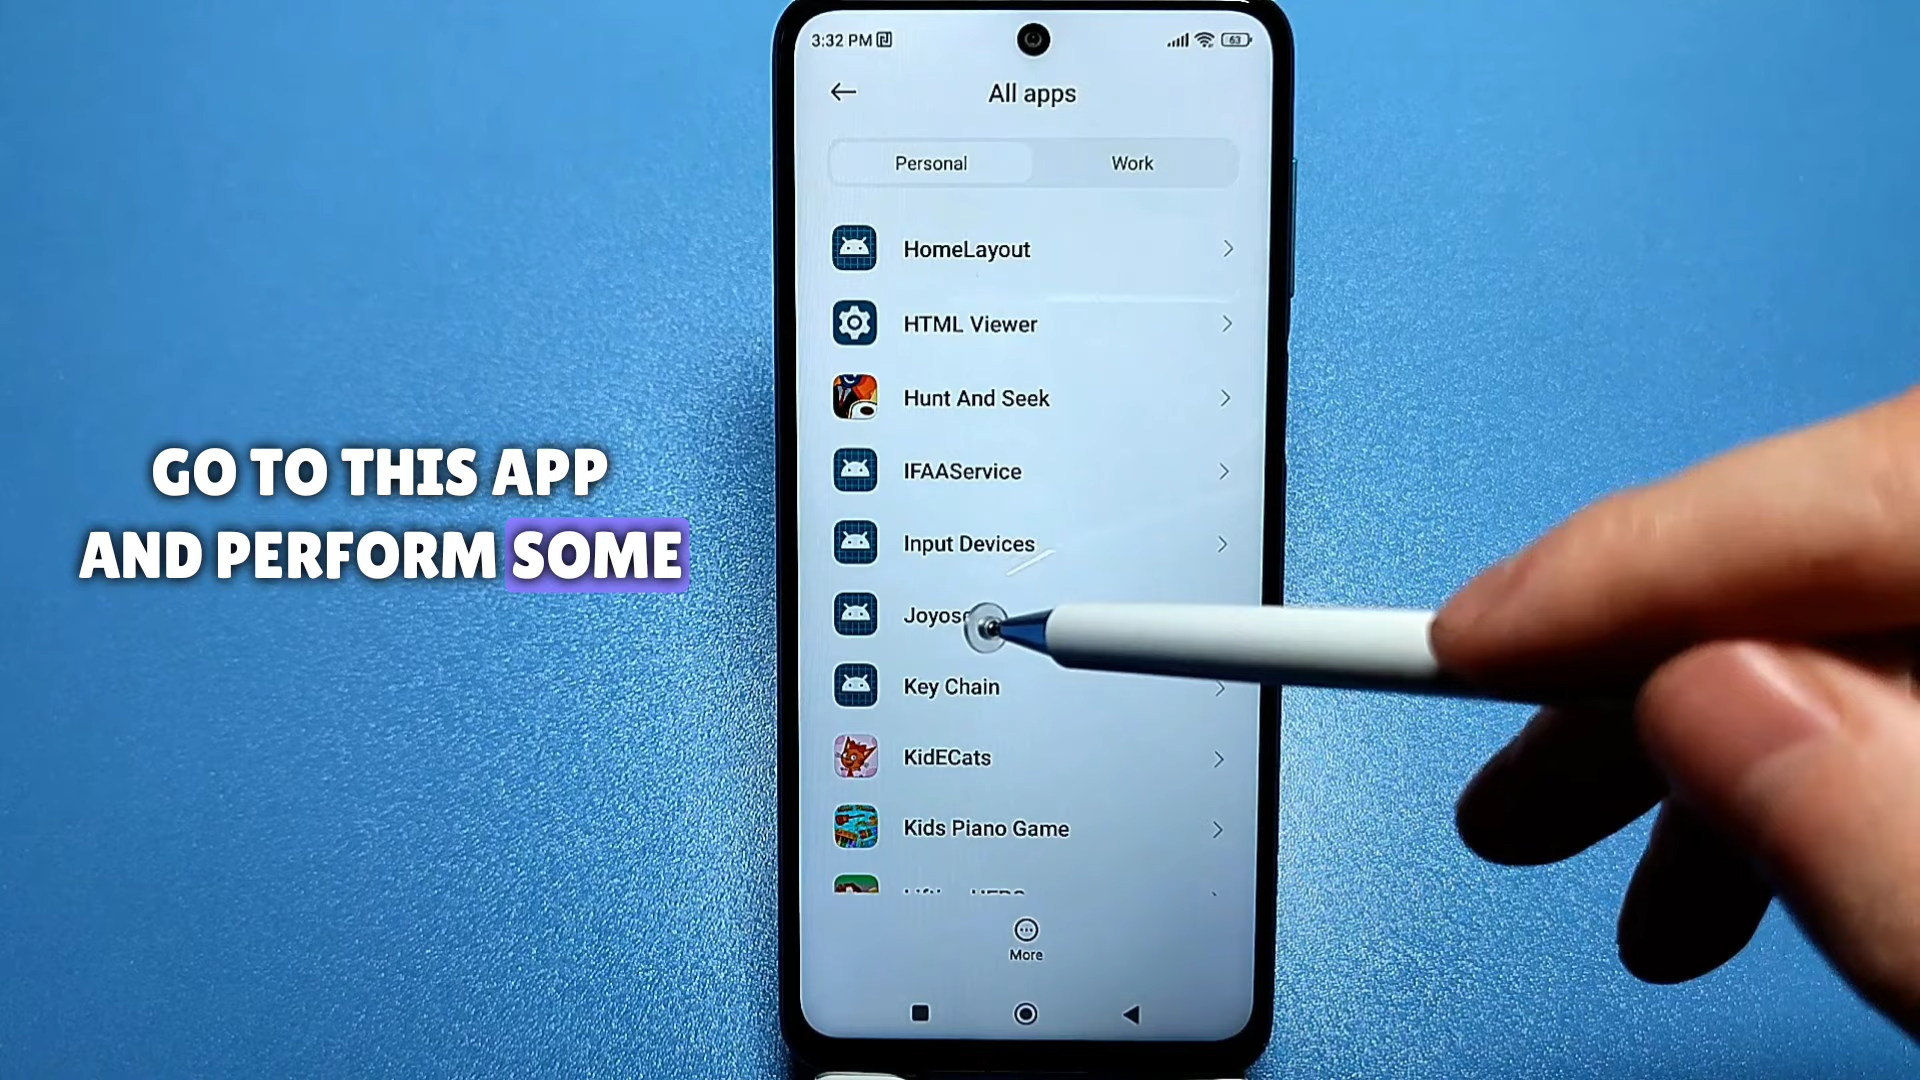 3:32 PM
63
All apps
Personal
Work
HomeLayout
HTML Viewer
Hunt And Seek
IFAAService
Input Devices
Key Chain
KidECats
Kids Piano Game
More
GO TO THIS APP
AND PERFORM SOME